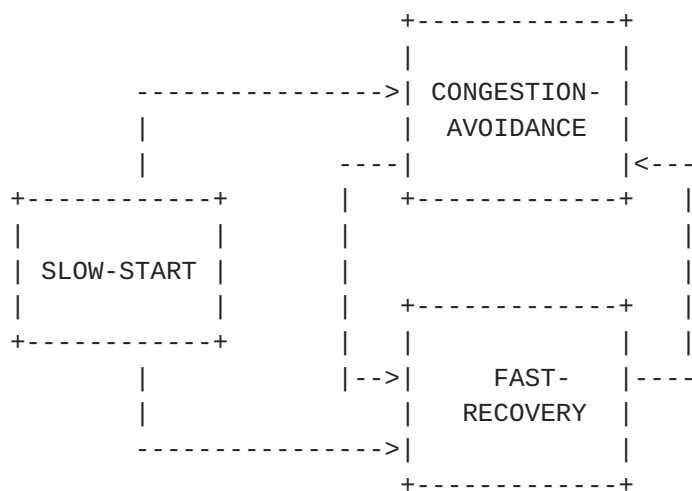 CONGESTION-
AVOIDANCE
SLOW-START
FAST-
RECOVERY